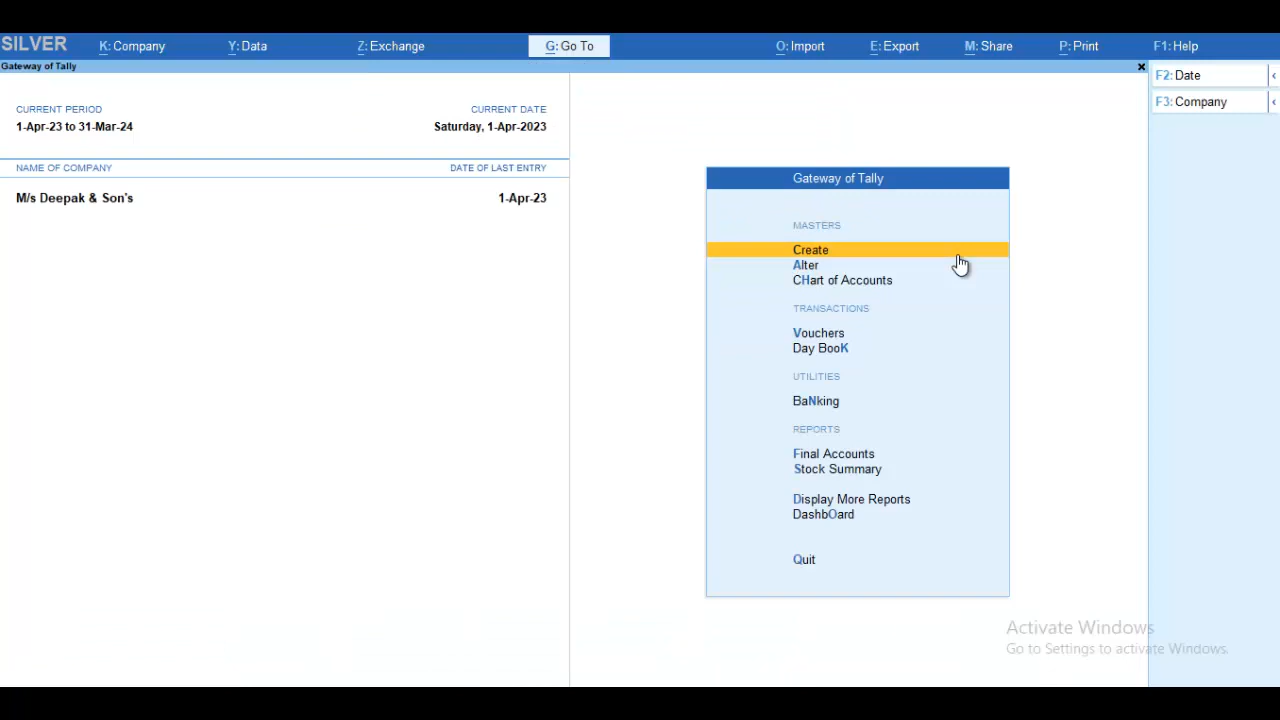 SILVER K: Company Y: Data Z: Exchange G: Go To O: Import E: Export M: Share P: Print F1: Help
Gateway of Tally
F2: Date
F3: Company
CURRENT PERIOD CURRENT DATE
1-Apr-23 to 31-Mar-24 Saturday, 1-Apr-2023
NAME OF COMPANY DATE OF LAST ENTRY
M/s Deepak & Son's 1-Apr-23
Gateway of Tally
MASTERS
Create
Alter
CHart of Accounts
TRANSACTIONS
Vouchers
Day BooK
UTILITIES
BaNking
REPORTS
Final Accounts
Stock Summary
Display More Reports
DashbOard
Quit
Activate Windows
Go to Settings to activate Windows.